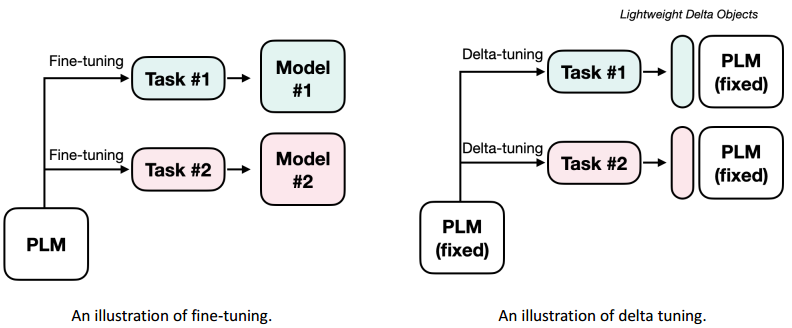 Fine-tuning
Task #1
Model
#1
Fine-tuning
Task #2
Model
#2
PLM
An illustration of fine-tuning.
Lightweight Delta Objects
Delta-tuning
Task #1
PLM
(fixed)
Delta-tuning
Task #2
PLM
(fixed)
PLM
(fixed)
An illustration of delta tuning.